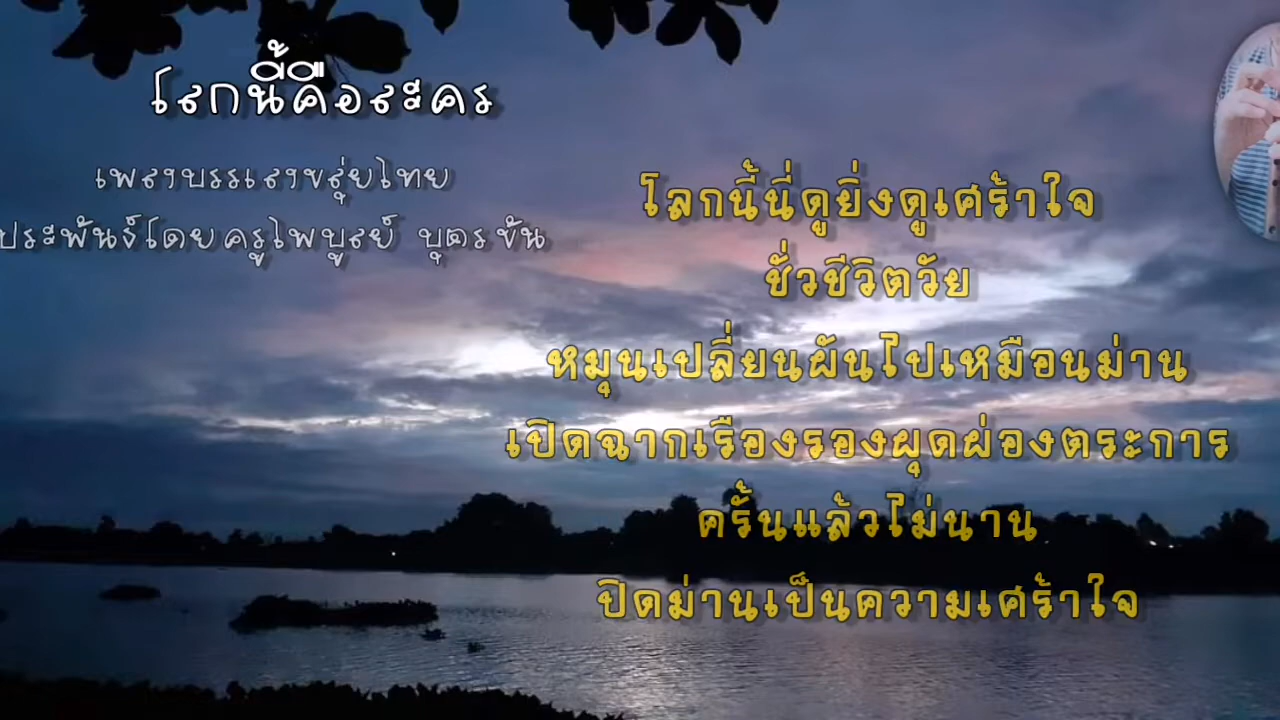 โลกนี้คือละคร
เพลงบรรเลงขลุ่ยไทย
ประพันธ์โดยครูไพบูลย์ บุตรขัน
โลกนี้นี่ดูยิ่งดูเศร้าใจ
ชั่วชีวิตวัย
หมุนเปลี่ยนผันไปเหมือนม่าน
เปิดฉากเรืองรองผุดผ่องตระการ
ครั้นแล้วไม่นาน
ปิดม่านเป็นความเศร้าใจ